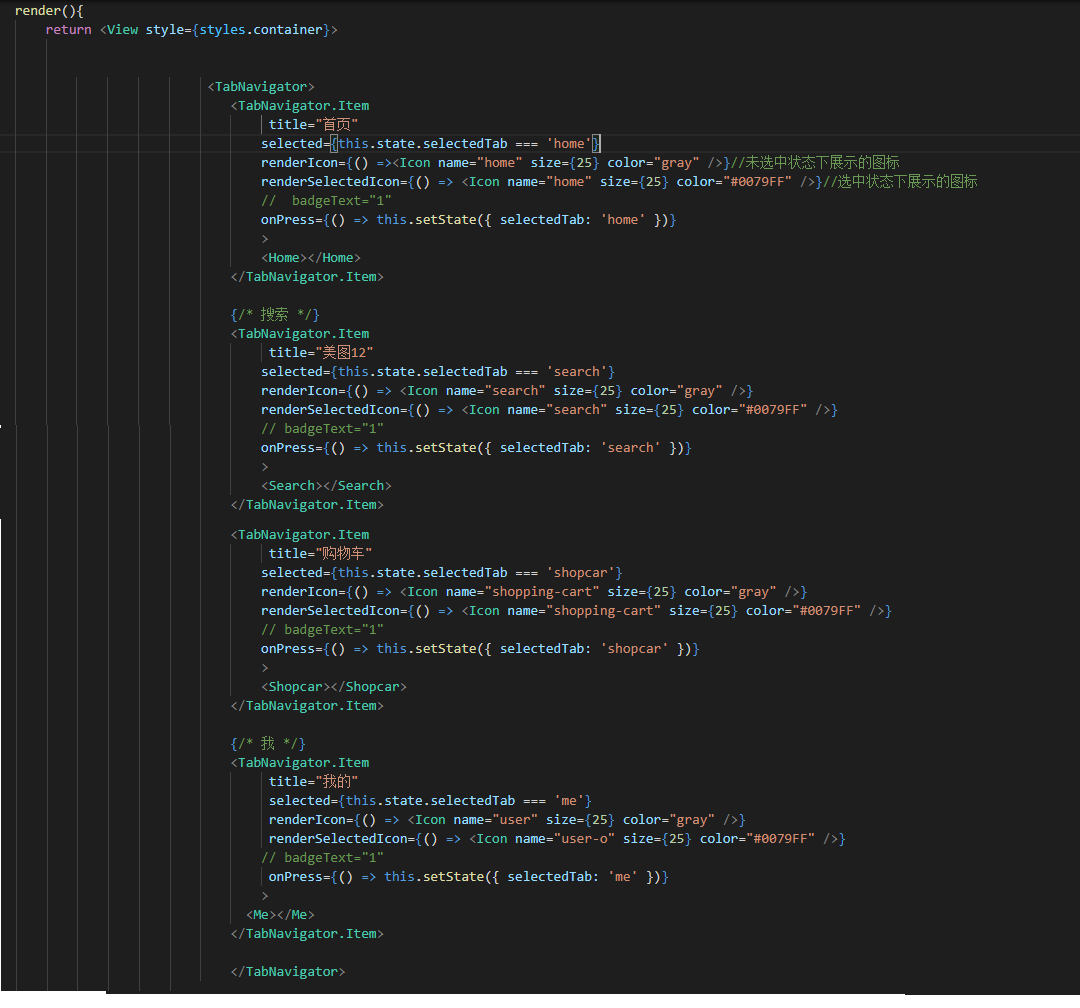 render(){
return <View style={styles.container}>
<TabNavigator>
<TabNavigator.Item
title="首页"
selected={this.state.selectedTab === 'home'}
renderIcon={() =><Icon name="home" size={25} color="gray" />}//未选中状态下展示的图标
renderSelectedIcon={() => <Icon name="home" size={25} color="#0079FF" />}//选中状态下展示的图标
//  badgeText="1"
onPress={() => this.setState({ selectedTab: 'home' })}
>
<Home></Home>
</TabNavigator.Item>
{/* 搜索 */}
<TabNavigator.Item
title="美图12"
selected={this.state.selectedTab === 'search'}
renderIcon={() => <Icon name="search" size={25} color="gray" />}
renderSelectedIcon={() => <Icon name="search" size={25} color="#0079FF" />}
// badgeText="1"
onPress={() => this.setState({ selectedTab: 'search' })}
>
<Search></Search>
</TabNavigator.Item>
<TabNavigator.Item
title="购物车"
selected={this.state.selectedTab === 'shopcar'}
renderIcon={() => <Icon name="shopping-cart" size={25} color="gray" />}
renderSelectedIcon={() => <Icon name="shopping-cart" size={25} color="#0079FF" />}
// badgeText="1"
onPress={() => this.setState({ selectedTab: 'shopcar' })}
>
<Shopcar></Shopcar>
</TabNavigator.Item>
{/* 我 */}
<TabNavigator.Item
title="我的"
selected={this.state.selectedTab === 'me'}
renderIcon={() => <Icon name="user" size={25} color="gray" />}
renderSelectedIcon={() => <Icon name="user-o" size={25} color="#0079FF" />}
// badgeText="1"
onPress={() => this.setState({ selectedTab: 'me' })}
>
<Me></Me>
</TabNavigator.Item>
</TabNavigator>